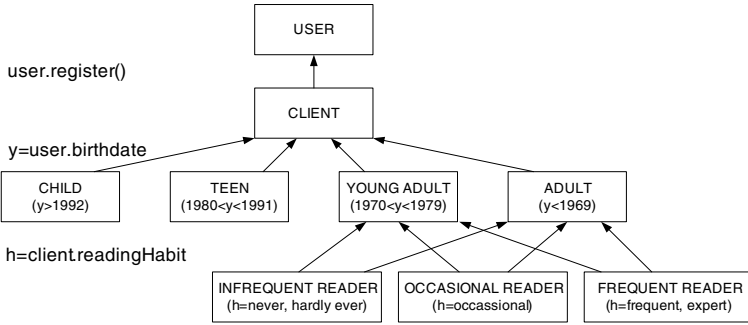 USER
user.register()
CLIENT
y=user.birthdate
CHILD
(y>1992)
TEEN
(1980<y<1991)
YOUNG ADULT
(1970<y<1979)
ADULT
(y<1969)
h=client.readingHabit
INFREQUENT READER
(h=never, hardly ever)
OCCASIONAL READER
(h=occassional)
FREQUENT READER
(h=frequent, expert)